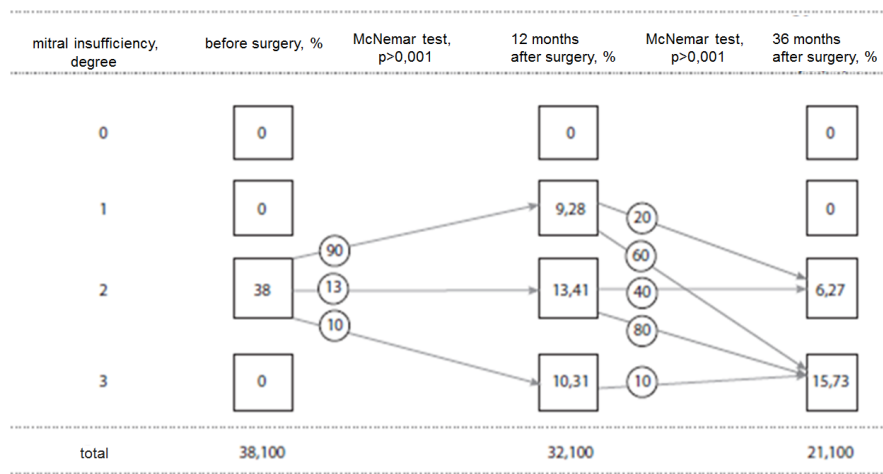 mitral insufficiency, degree before surgery, % McNemar test, p>0,001 12 months after surgery, % McNemar test, p>0,001 36 months after surgery, %
0 0 0 0
1 0 9,28 20 0
90 60
2 38 13 13,41 40 6,27
10 80
3 0 10,31 10 15,73
total 38,100 32,100 21,100